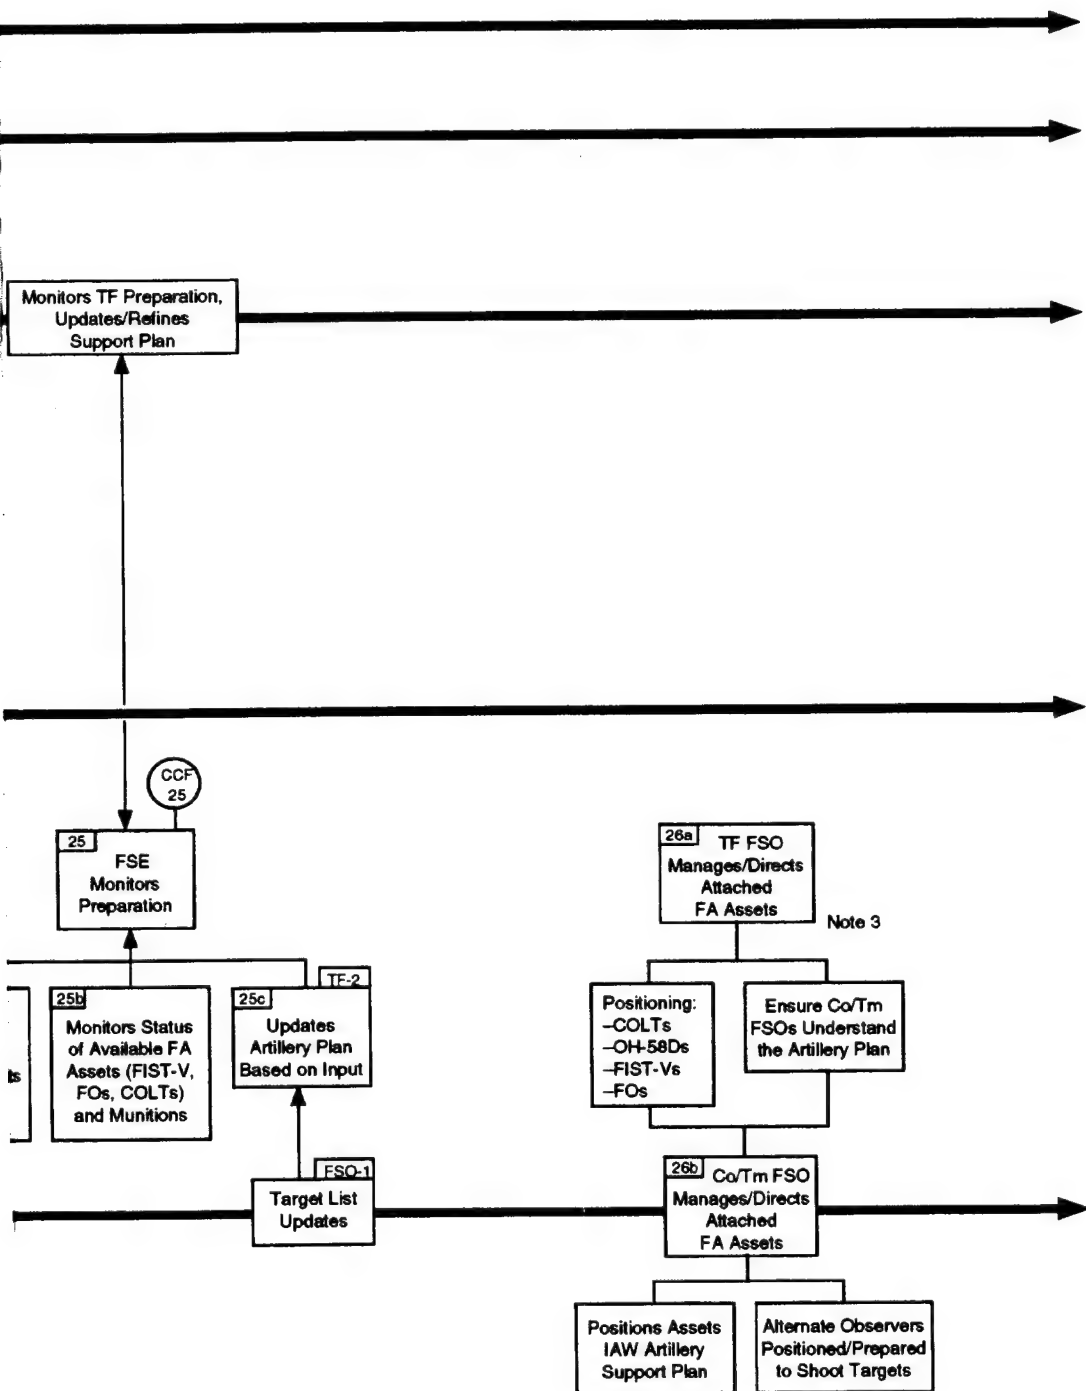 Monitors TF Preparation,
Updates/Refines
Support Plan
CCF
25
25
FSE
Monitors
Preparation
26a
TF FSO
Manages/Directs
Attached
FA Assets
Note 3
ts
25b
Monitors Status
of Available FA
Assets (FIST-V,
FOs, COLTs)
and Munitions
TF-2
25c
Updates
Artillery Plan
Based on Input
Positioning:
–COLTs
–OH-58Ds
–FIST-Vs
–FOs
Ensure Co/Tm
FSOs Understand
the Artillery Plan
FSO-1
Target List
Updates
26b
Co/Tm FSO
Manages/Directs
Attached
FA Assets
Positions Assets
IAW Artillery
Support Plan
Alternate Observers
Positioned/Prepared
to Shoot Targets